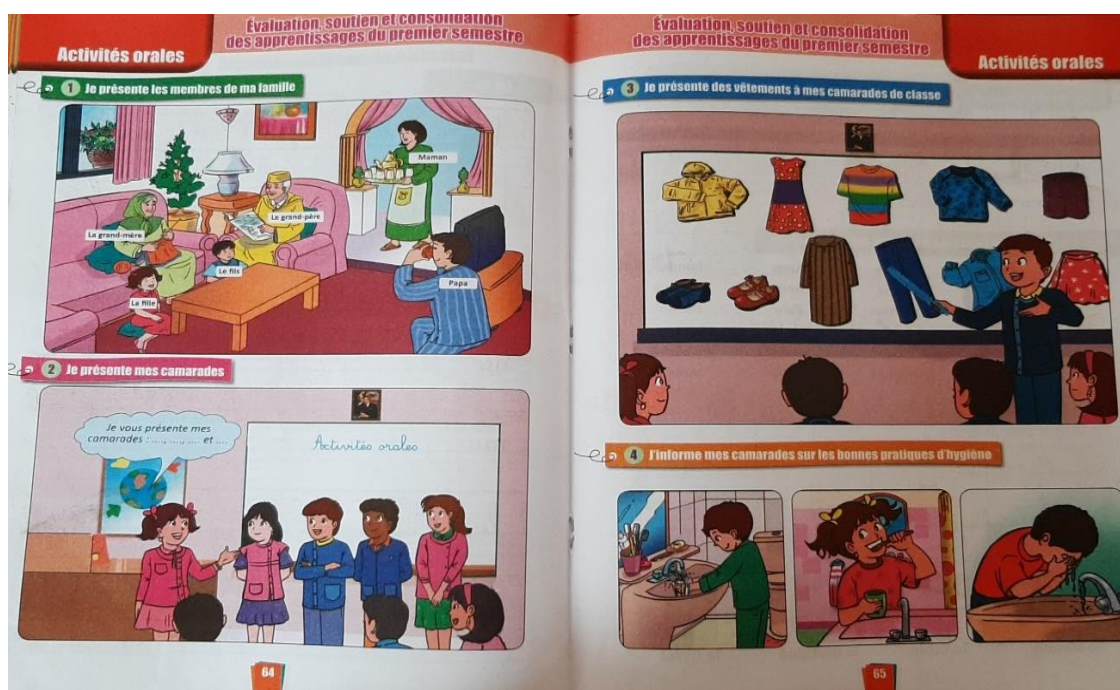 Évaluation, soutien et consolidation
des apprentissages du premier semestre
Activités orales
1 Je présente les membres de ma famille
Maman
Le grand-père
La grand-mère
Le fils
Papa
La fille
2 Je présente mes camarades
Je vous présente mes
camarades : ...., ...., .... et ....
Activités orales
64
Évaluation, soutien et consolidation
des apprentissages du premier semestre
Activités orales
3 Je présente des vêtements à mes camarades de classe
4 J'informe mes camarades sur les bonnes pratiques d'hygiène
65